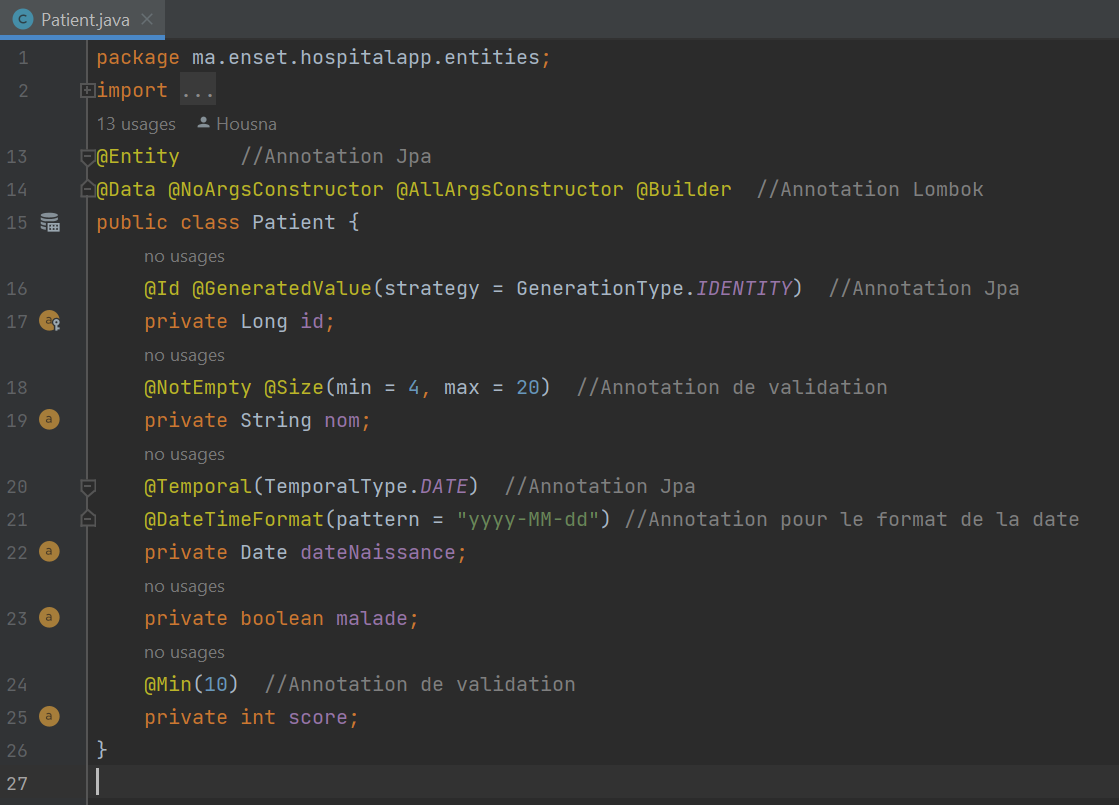 Patient.java
1 package ma.enset.hospitalapp.entities;
2 import ...
13 usages Housna
13 @Entity //Annotation Jpa
14 @Data @NoArgsConstructor @AllArgsConstructor @Builder //Annotation Lombok
15 public class Patient {
no usages
16 @Id @GeneratedValue(strategy = GenerationType.IDENTITY) //Annotation Jpa
17 private Long id;
no usages
18 @NotEmpty @Size(min = 4, max = 20) //Annotation de validation
19 private String nom;
no usages
20 @Temporal(TemporalType.DATE) //Annotation Jpa
21 @DateTimeFormat(pattern = "yyyy-MM-dd") //Annotation pour le format de la date
22 private Date dateNaissance;
no usages
23 private boolean malade;
no usages
24 @Min(10) //Annotation de validation
25 private int score;
26 }
27